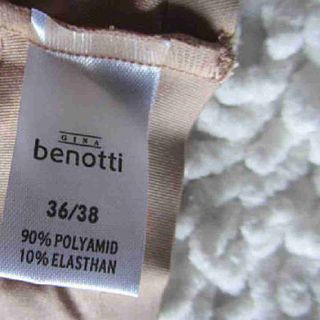 GINA
benotti
36/38
90% POLYAMID
10% ELASTHAN